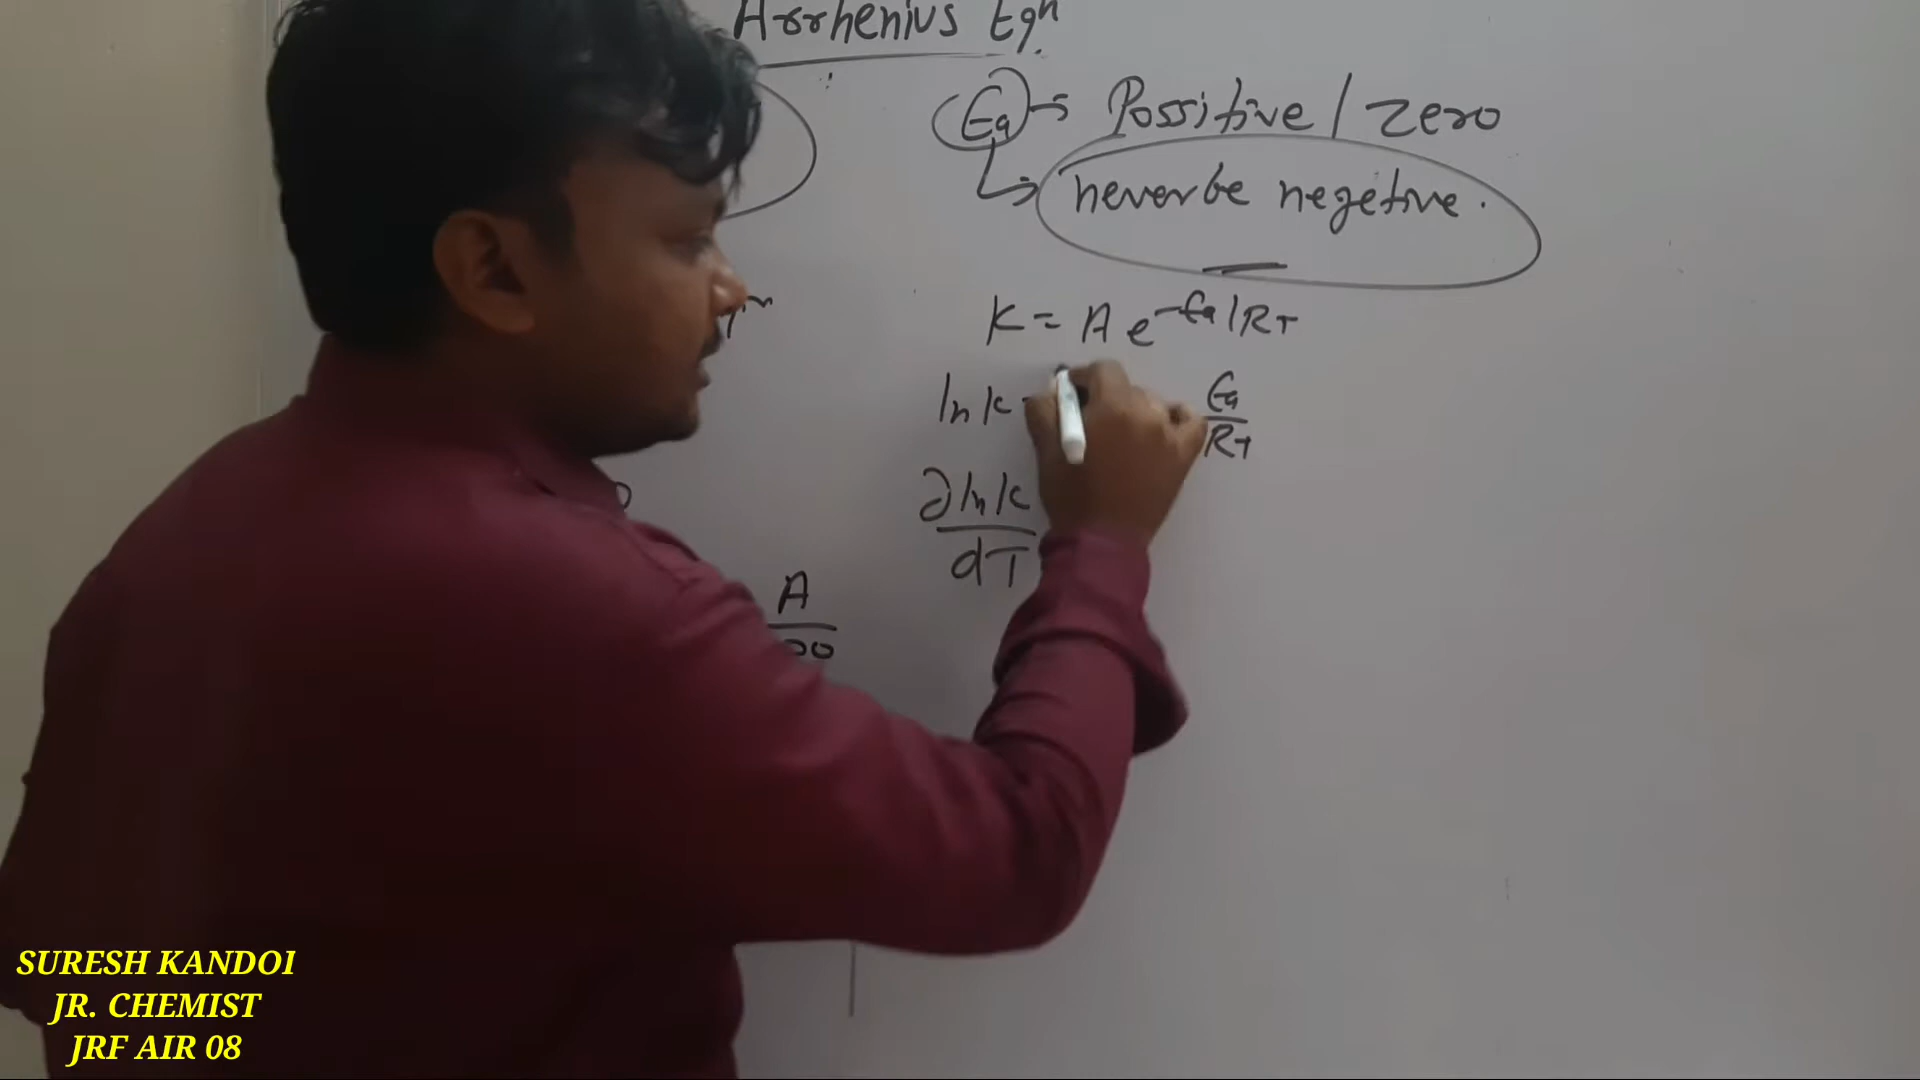 Arrhenius Eqn.
Ea → Possitive / Zero
↳ never be negetive.
K = A e^-Ea/RT
ln K
Ea
RT
∂ ln K
dT
A
SURESH KANDOI
JR. CHEMIST
JRF AIR 08